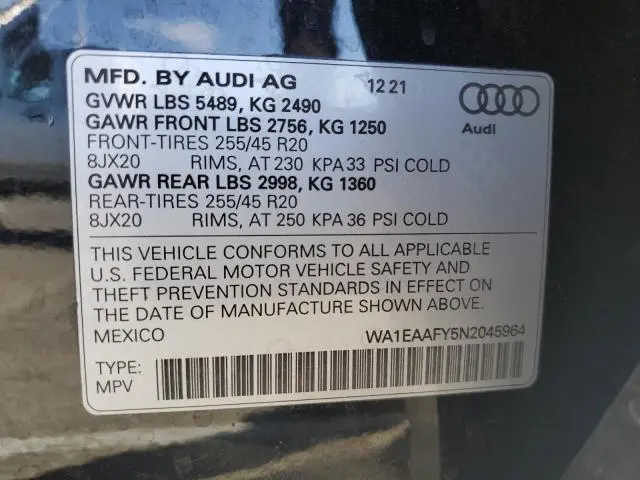 MFD. BY AUDI AG 12 21
GVWR LBS 5489, KG 2490
GAWR FRONT LBS 2756, KG 1250
FRONT-TIRES 255/45 R20
8JX20 RIMS, AT 230 KPA 33 PSI COLD
GAWR REAR LBS 2998, KG 1360
REAR-TIRES 255/45 R20
8JX20 RIMS, AT 250 KPA 36 PSI COLD
Audi
THIS VEHICLE CONFORMS TO ALL APPLICABLE
U.S. FEDERAL MOTOR VEHICLE SAFETY AND
THEFT PREVENTION STANDARDS IN EFFECT ON
THE DATE OF MANUFACTURE SHOWN ABOVE.
MEXICO WA1EAAFY5N2045964
TYPE:
MPV